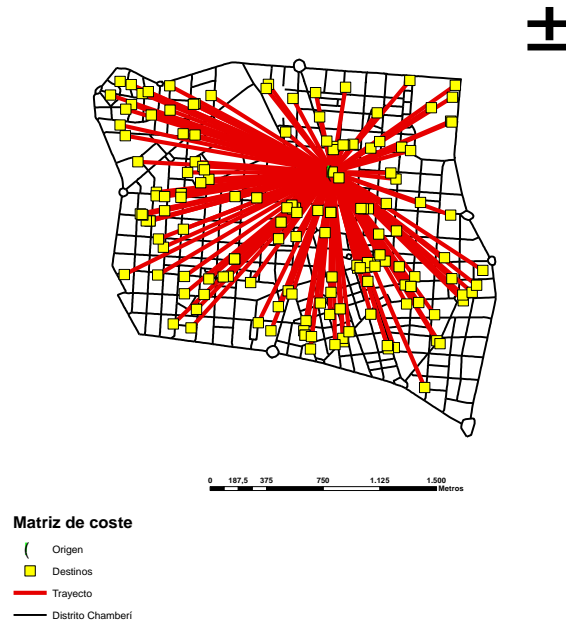 0 187,5 375 750 1.125 1.500
Metros
Matriz de coste
Origen
Destinos
Trayecto
Distrito Chamberí